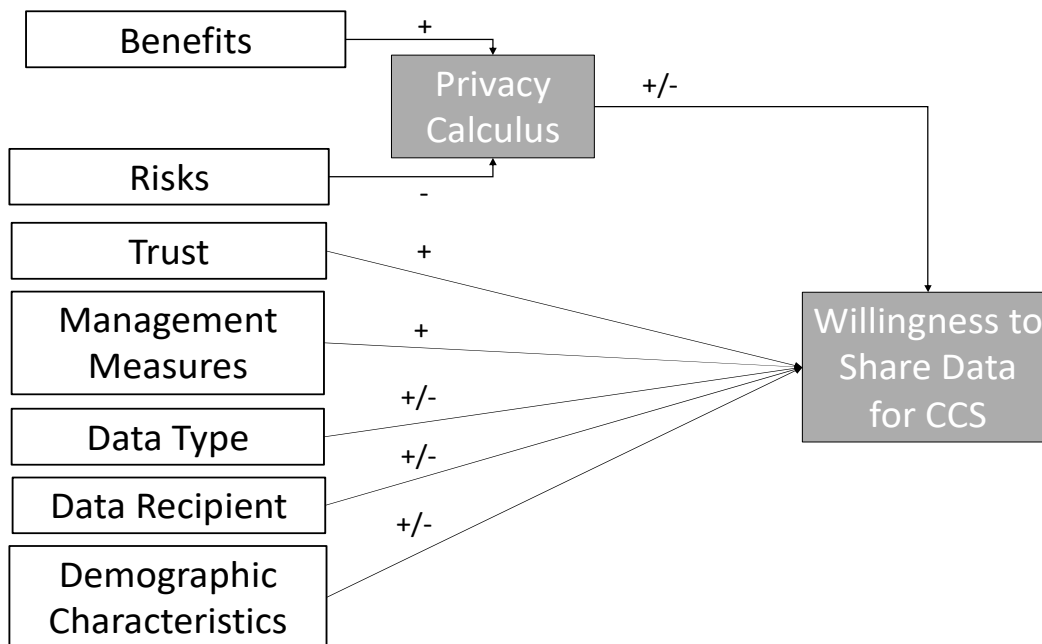 Benefits
+
Privacy
Calculus
+/-
Risks
-
Trust
+
Management
Measures
+
Willingness to
Share Data
for CCS
Data Type
+/-
Data Recipient
+/-
Demographic
Characteristics
+/-